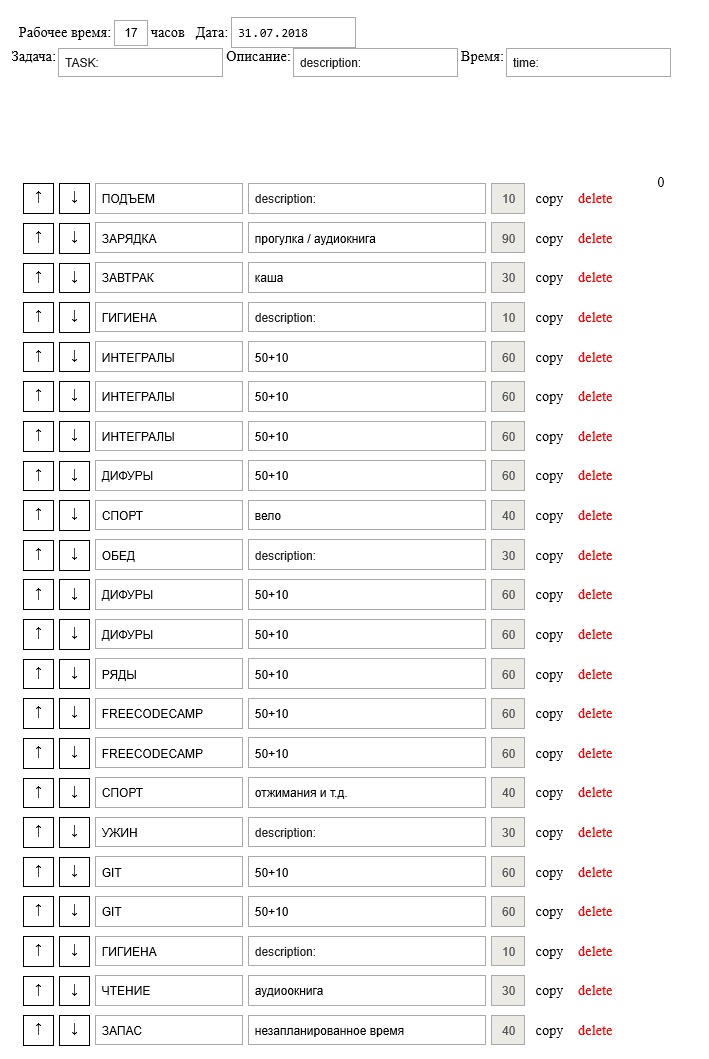 Рабочее время: 17 часов Дата: 31.07.2018
Задача: TASK: Описание: description: Время: time:
0
↑ ↓ ПОДЪЕМ description: 10 copy delete
↑ ↓ ЗАРЯДКА прогулка / аудиокнига 90 copy delete
↑ ↓ ЗАВТРАК каша 30 copy delete
↑ ↓ ГИГИЕНА description: 10 copy delete
↑ ↓ ИНТЕГРАЛЫ 50+10 60 copy delete
↑ ↓ ИНТЕГРАЛЫ 50+10 60 copy delete
↑ ↓ ИНТЕГРАЛЫ 50+10 60 copy delete
↑ ↓ ДИФУРЫ 50+10 60 copy delete
↑ ↓ СПОРТ вело 40 copy delete
↑ ↓ ОБЕД description: 30 copy delete
↑ ↓ ДИФУРЫ 50+10 60 copy delete
↑ ↓ ДИФУРЫ 50+10 60 copy delete
↑ ↓ РЯДЫ 50+10 60 copy delete
↑ ↓ FREECODECAMP 50+10 60 copy delete
↑ ↓ FREECODECAMP 50+10 60 copy delete
↑ ↓ СПОРТ отжимания и т.д. 40 copy delete
↑ ↓ УЖИН description: 30 copy delete
↑ ↓ GIT 50+10 60 copy delete
↑ ↓ GIT 50+10 60 copy delete
↑ ↓ ГИГИЕНА description: 10 copy delete
↑ ↓ ЧТЕНИЕ аудиоокнига 30 copy delete
↑ ↓ ЗАПАС незапланированное время 40 copy delete